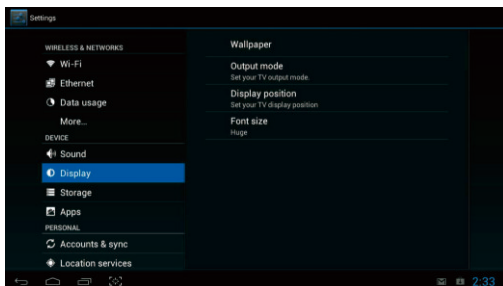 Settings
WIRELESS & NETWORKS
Wi-Fi
Ethernet
Data usage
More...
DEVICE
Sound
Display
Storage
Apps
PERSONAL
Accounts & sync
Location services
Wallpaper
Output mode
Set your TV output mode.
Display position
Set your TV display position
Font size
Huge
2:33